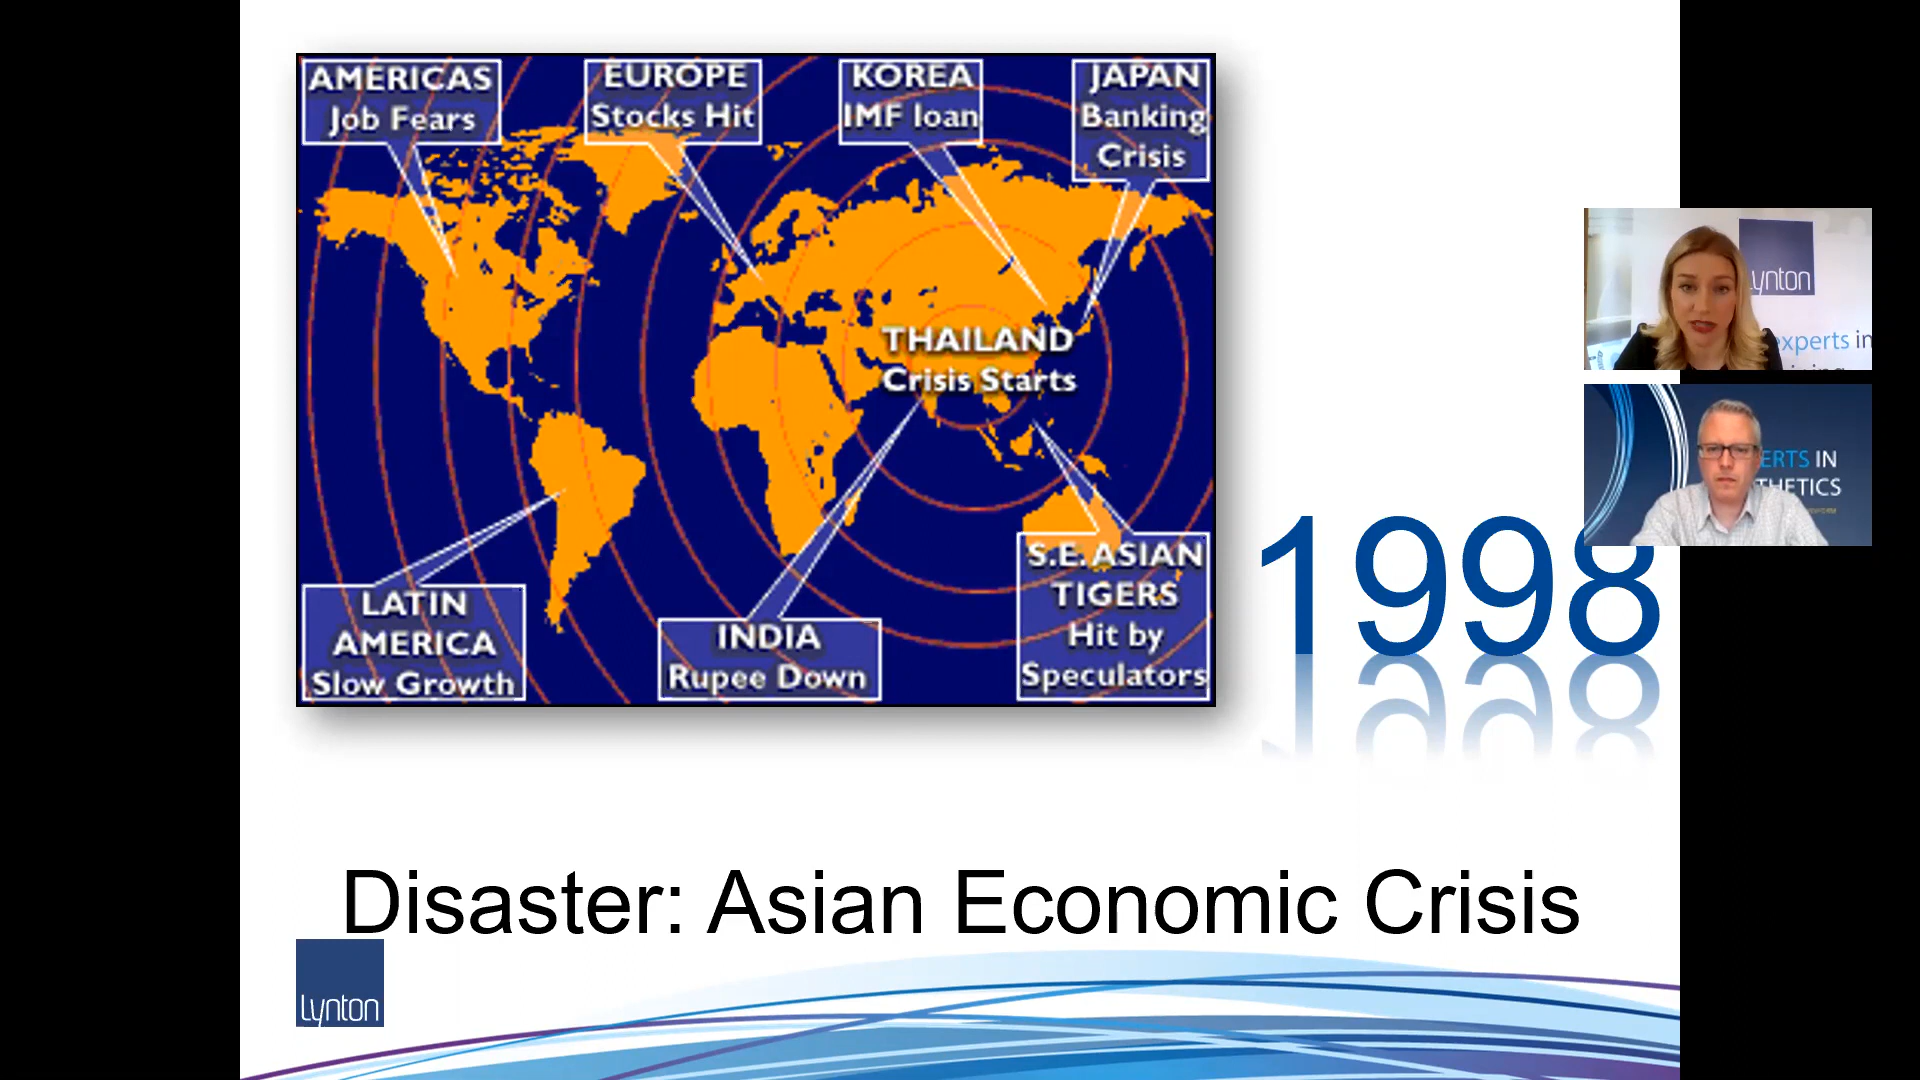 AMERICAS
Job Fears
EUROPE
Stocks Hit
KOREA
IMF loan
JAPAN
Banking
Crisis
THAILAND
Crisis Starts
LATIN
AMERICA
Slow Growth
INDIA
Rupee Down
S.E.ASIAN
TIGERS
Hit by
Speculators
1998
Lynton
experts in
ERTS IN
THETICS
Disaster: Asian Economic Crisis
Lynton